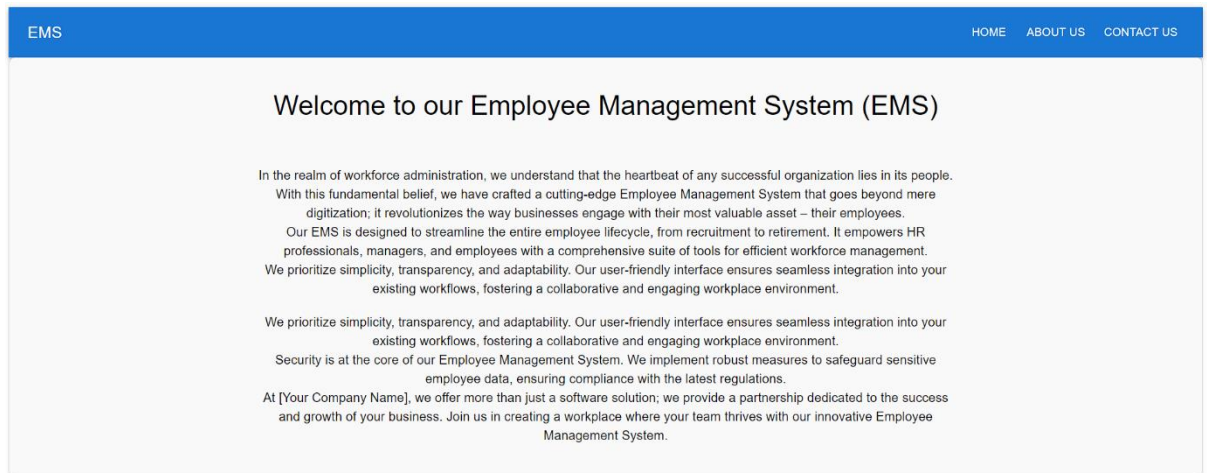 EMS
HOME ABOUT US CONTACT US
Welcome to our Employee Management System (EMS)
In the realm of workforce administration, we understand that the heartbeat of any successful organization lies in its people.
With this fundamental belief, we have crafted a cutting-edge Employee Management System that goes beyond mere
digitization; it revolutionizes the way businesses engage with their most valuable asset – their employees.
Our EMS is designed to streamline the entire employee lifecycle, from recruitment to retirement. It empowers HR
professionals, managers, and employees with a comprehensive suite of tools for efficient workforce management.
We prioritize simplicity, transparency, and adaptability. Our user-friendly interface ensures seamless integration into your
existing workflows, fostering a collaborative and engaging workplace environment.
We prioritize simplicity, transparency, and adaptability. Our user-friendly interface ensures seamless integration into your
existing workflows, fostering a collaborative and engaging workplace environment.
Security is at the core of our Employee Management System. We implement robust measures to safeguard sensitive
employee data, ensuring compliance with the latest regulations.
At [Your Company Name], we offer more than just a software solution; we provide a partnership dedicated to the success
and growth of your business. Join us in creating a workplace where your team thrives with our innovative Employee
Management System.